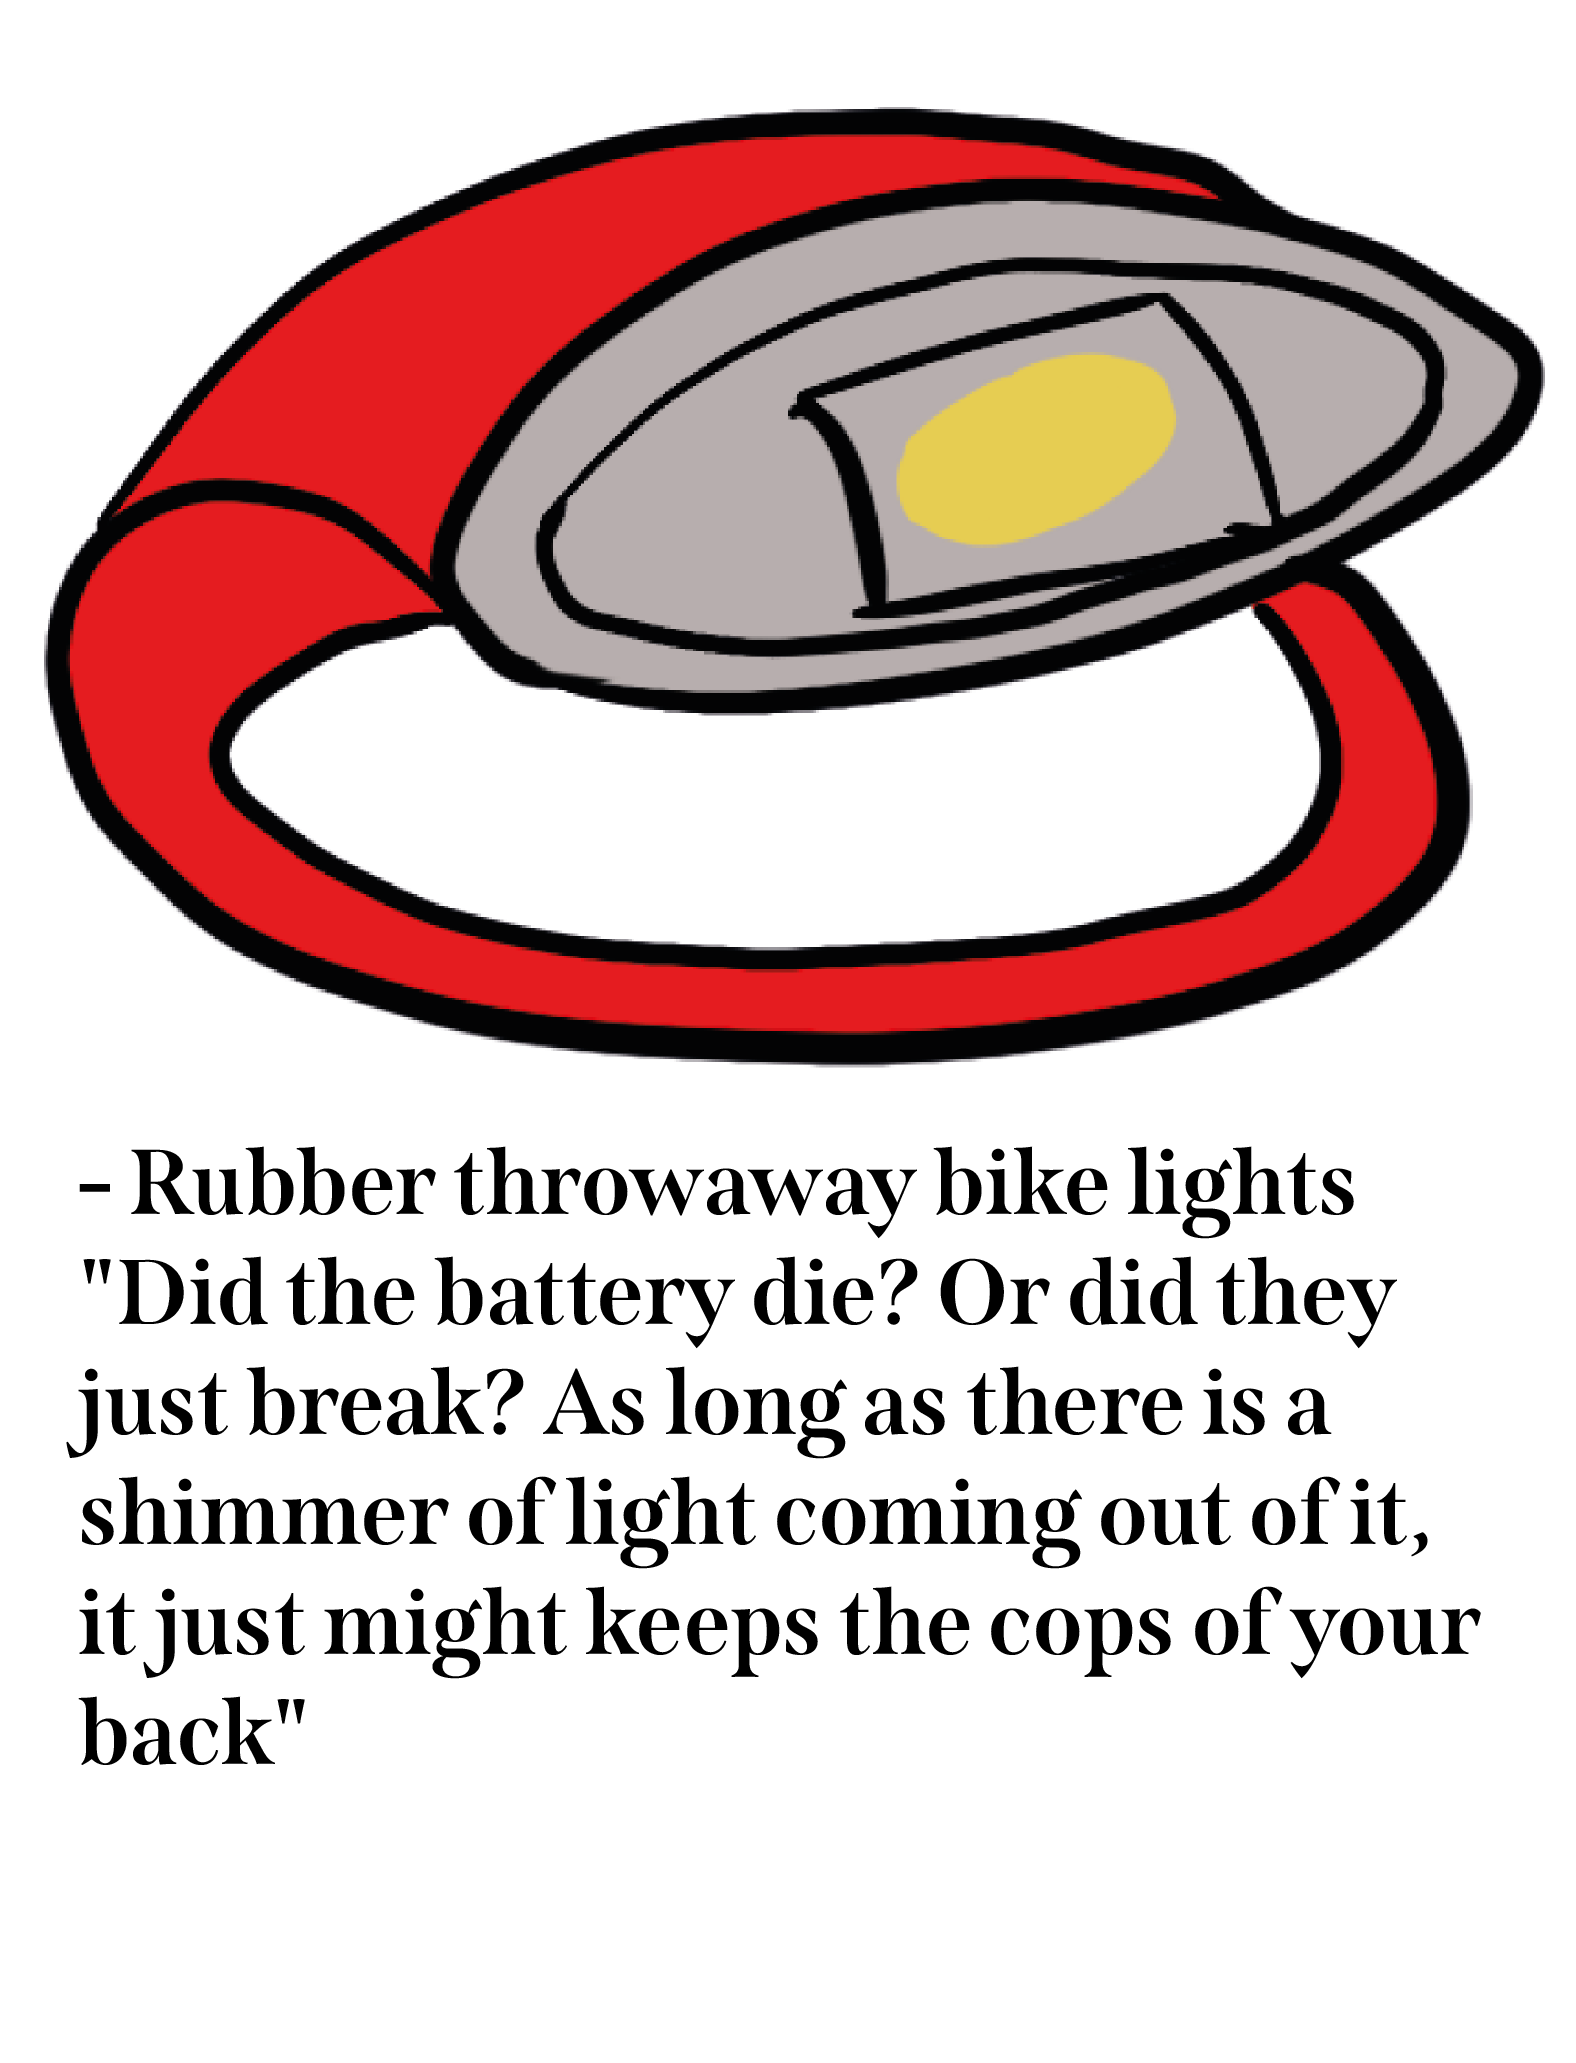 - Rubber throwaway bike lights
"Did the battery die? Or did they
just break? As long as there is a
shimmer of light coming out of it,
it just might keeps the cops of your
back"